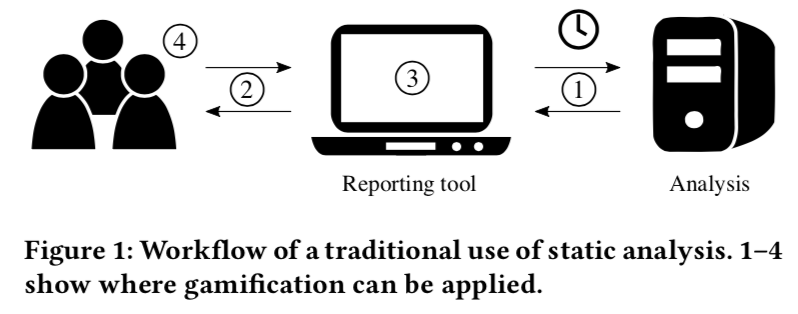 ④
②
③
①
Reporting tool
Analysis
Figure 1: Workflow of a traditional use of static analysis. 1–4
show where gamification can be applied.